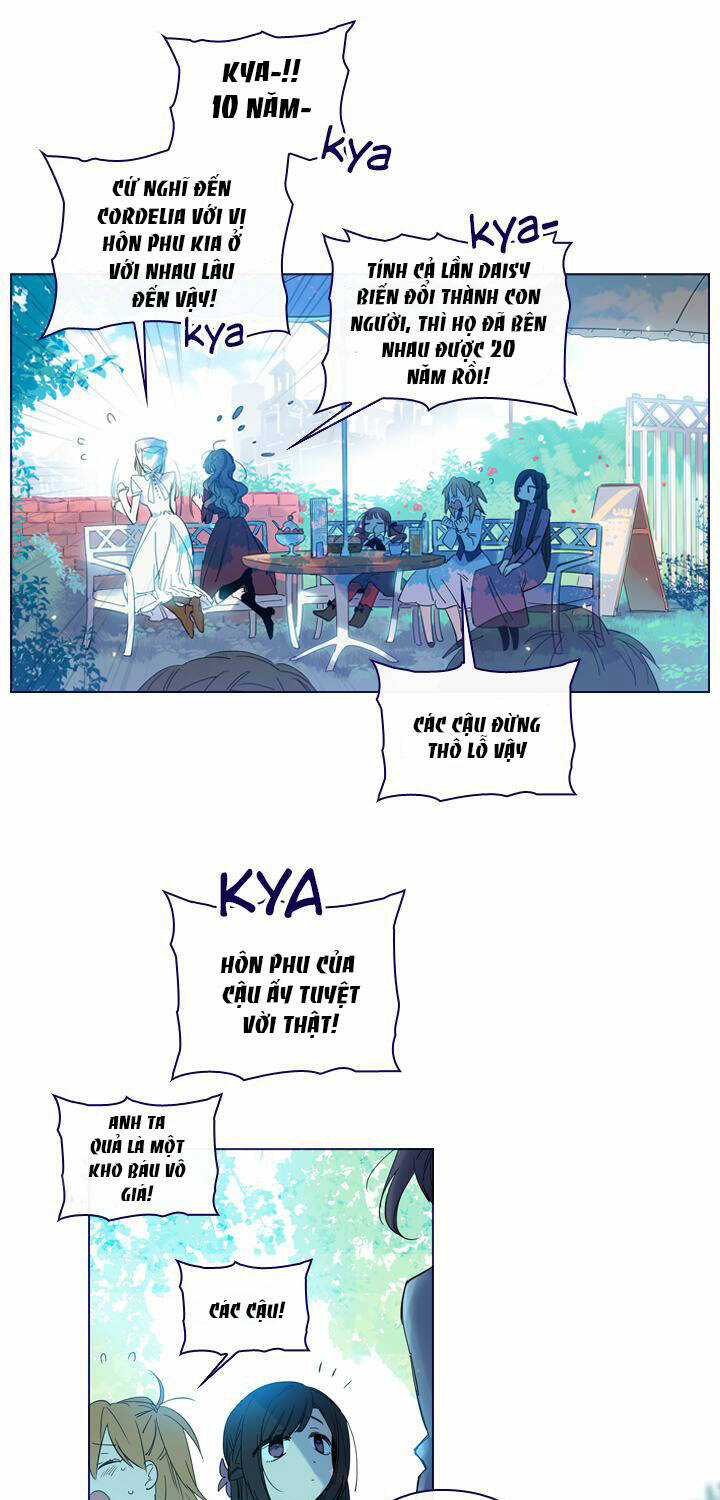 KYA-!!
10 NĂM-
kya
CỨ NGHĨ ĐẾN
CORDELIA VỚI VỊ
HÔN PHU KIA Ở
VỚI NHAU LÂU
ĐẾN VẬY!
kya
kya-
TÍNH CẢ LẦN DAISY
BIẾN ĐỔI THÀNH CON
NGƯỜI, THÌ HỌ ĐÃ BÊN
NHAU ĐƯỢC 20
NĂM RỒI!
CÁC CẬU ĐỪNG
THÔ LỖ VẬY
KYA
HÔN PHU CỦA
CẬU ẤY TUYỆT
VỜI THẬT!
ANH TA
QUẢ LÀ MỘT
KHO BÁU VÔ
GIÁ!
CÁC CẬU!